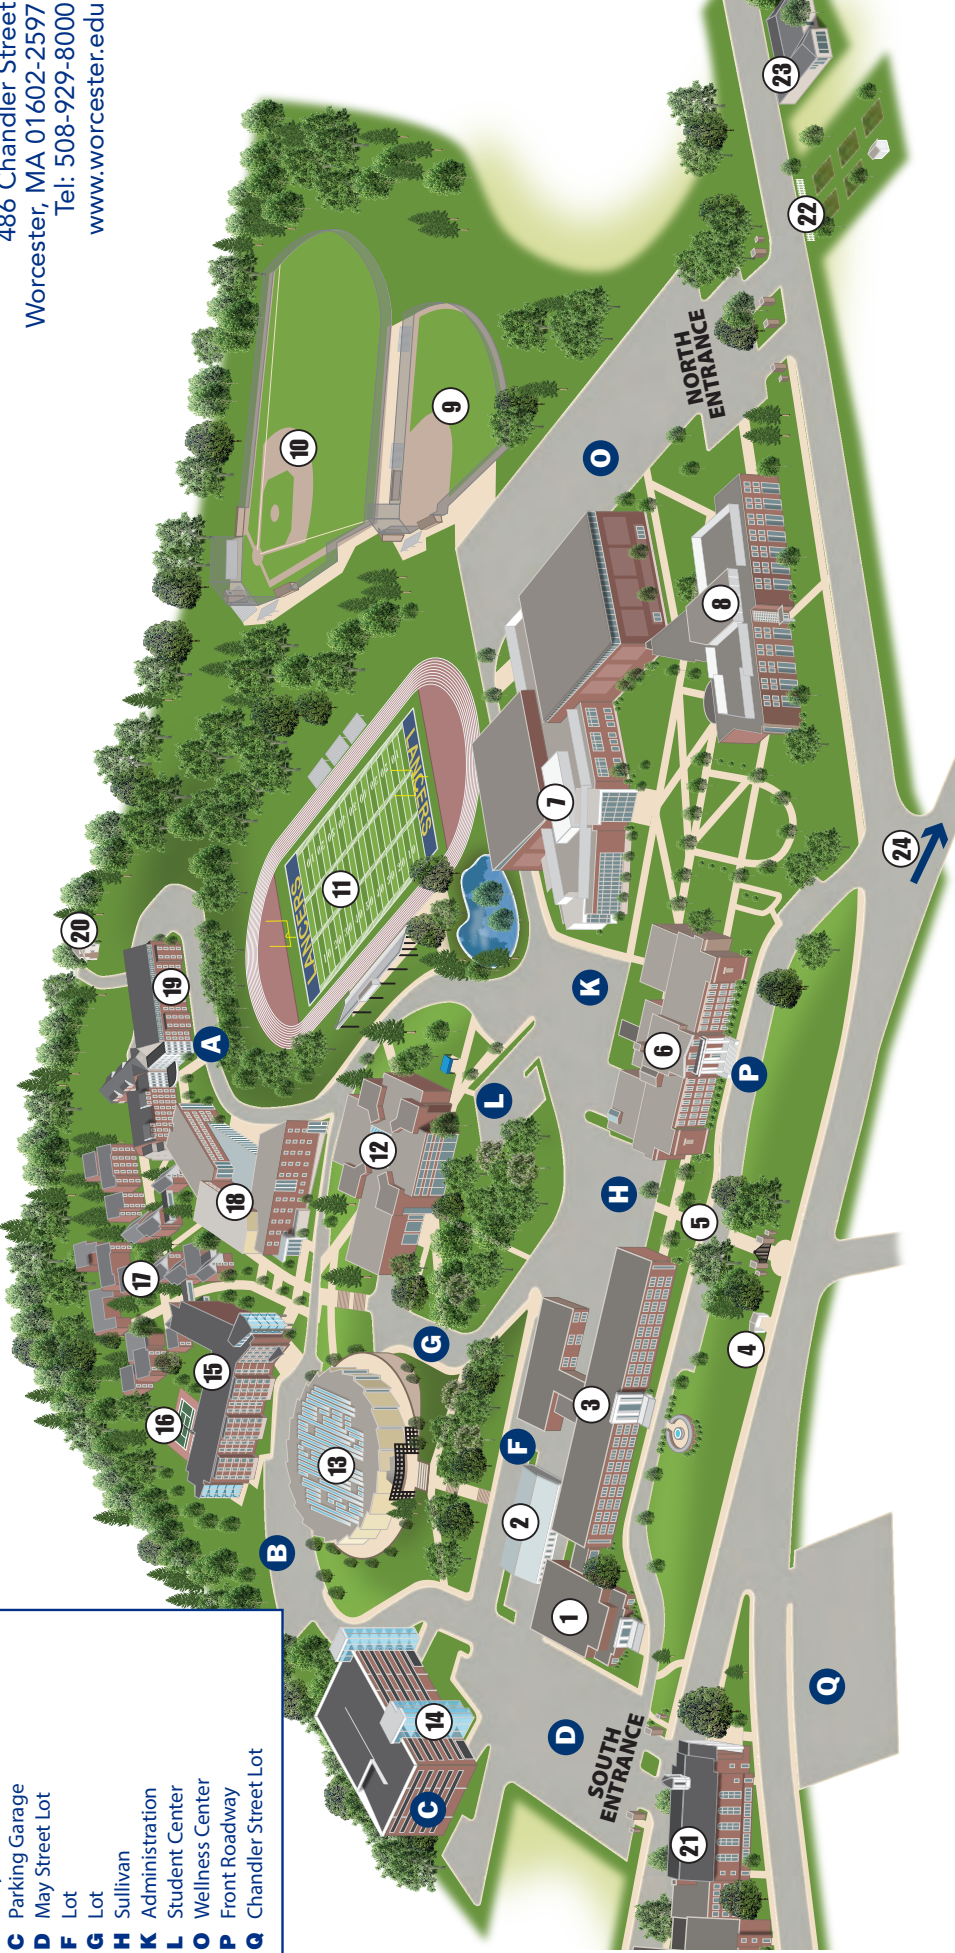 486 Chandler Street
Worcester, MA 01602-2597
Tel: 508-929-8000
www.worcester.edu
C Parking Garage
D May Street Lot
F Lot
G Lot
H Sullivan
K Administration
L Student Center
O Wellness Center
P Front Roadway
Q Chandler Street Lot
20
19
A
17
18
16
15
B
13
14
C
12
G
L
11
LANCERS
LANCERS
10
9
O
NORTH
ENTRANCE
23
22
7
8
K
6
P
H
5
4
3
F
2
1
D
SOUTH
ENTRANCE
21
Q
24